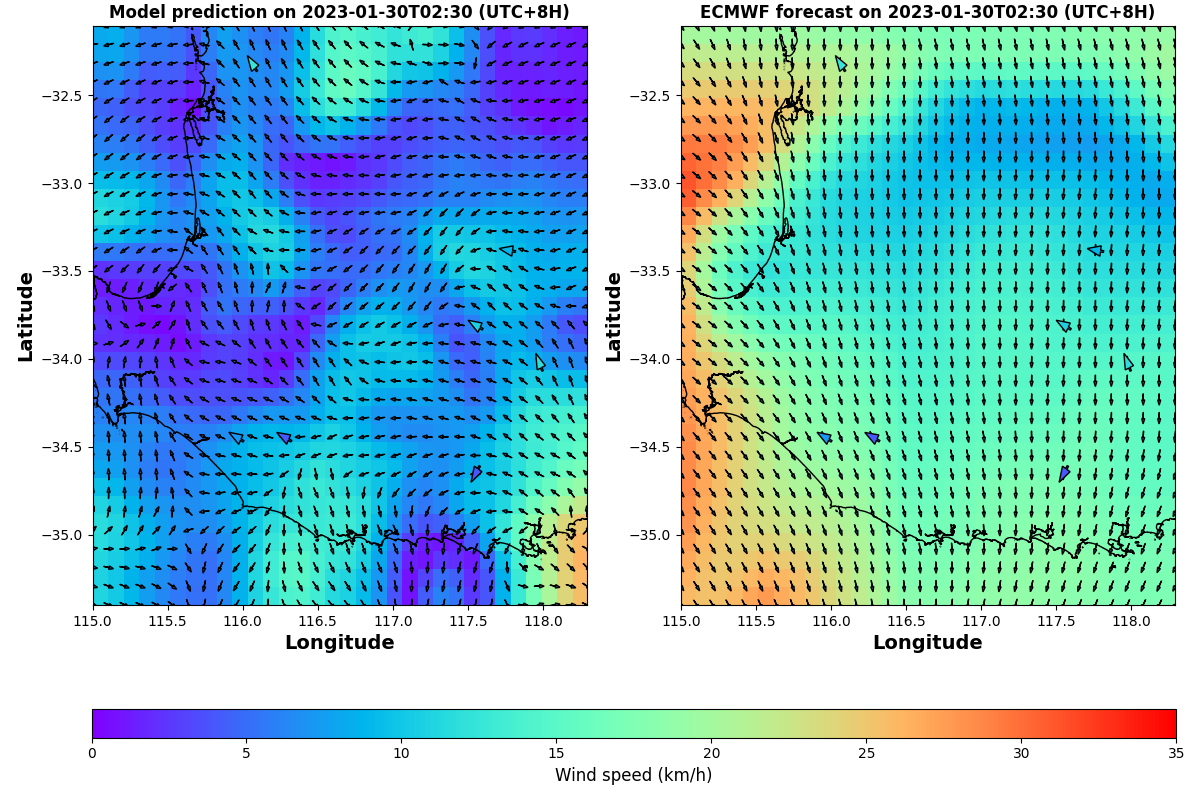 Model prediction on 2023-01-30T02:30 (UTC+8H)
ECMWF forecast on 2023-01-30T02:30 (UTC+8H)
Latitude
−32.5
−33.0
−33.5
−34.0
−34.5
−35.0
115.0 115.5 116.0 116.5 117.0 117.5 118.0
Longitude
Latitude
−32.5
−33.0
−33.5
−34.0
−34.5
−35.0
115.0 115.5 116.0 116.5 117.0 117.5 118.0
Longitude
0 5 10 15 20 25 30 35
Wind speed (km/h)